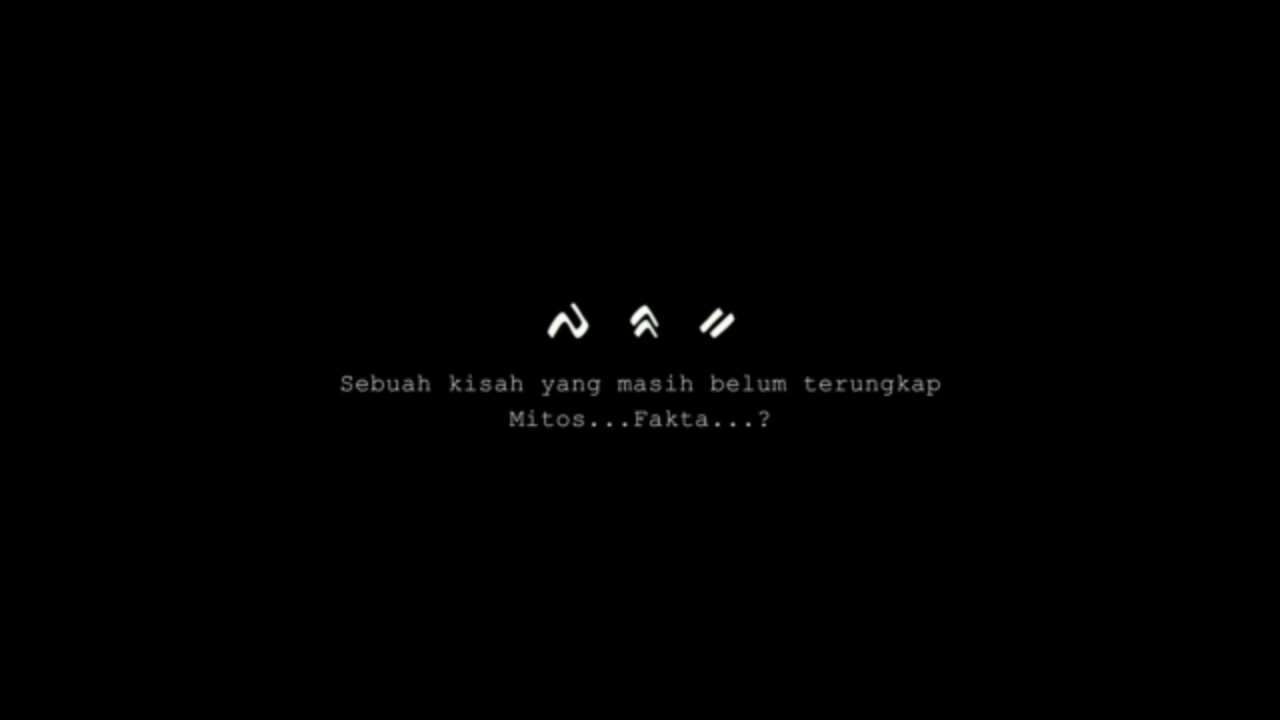 ᨄ ᨑ ᨀ
Sebuah kisah yang masih belum terungkap
Mitos...Fakta...?